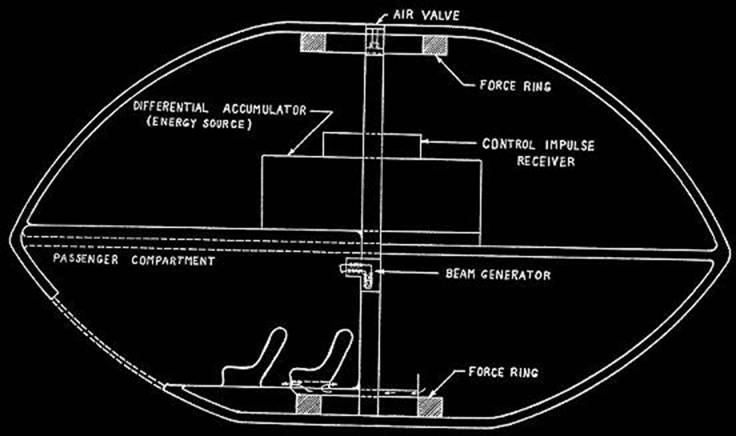 AIR VALVE
FORCE RING
DIFFERENTIAL ACCUMULATOR
(ENERGY SOURCE)
CONTROL IMPULSE
RECEIVER
PASSENGER COMPARTMENT
BEAM GENERATOR
FORCE RING